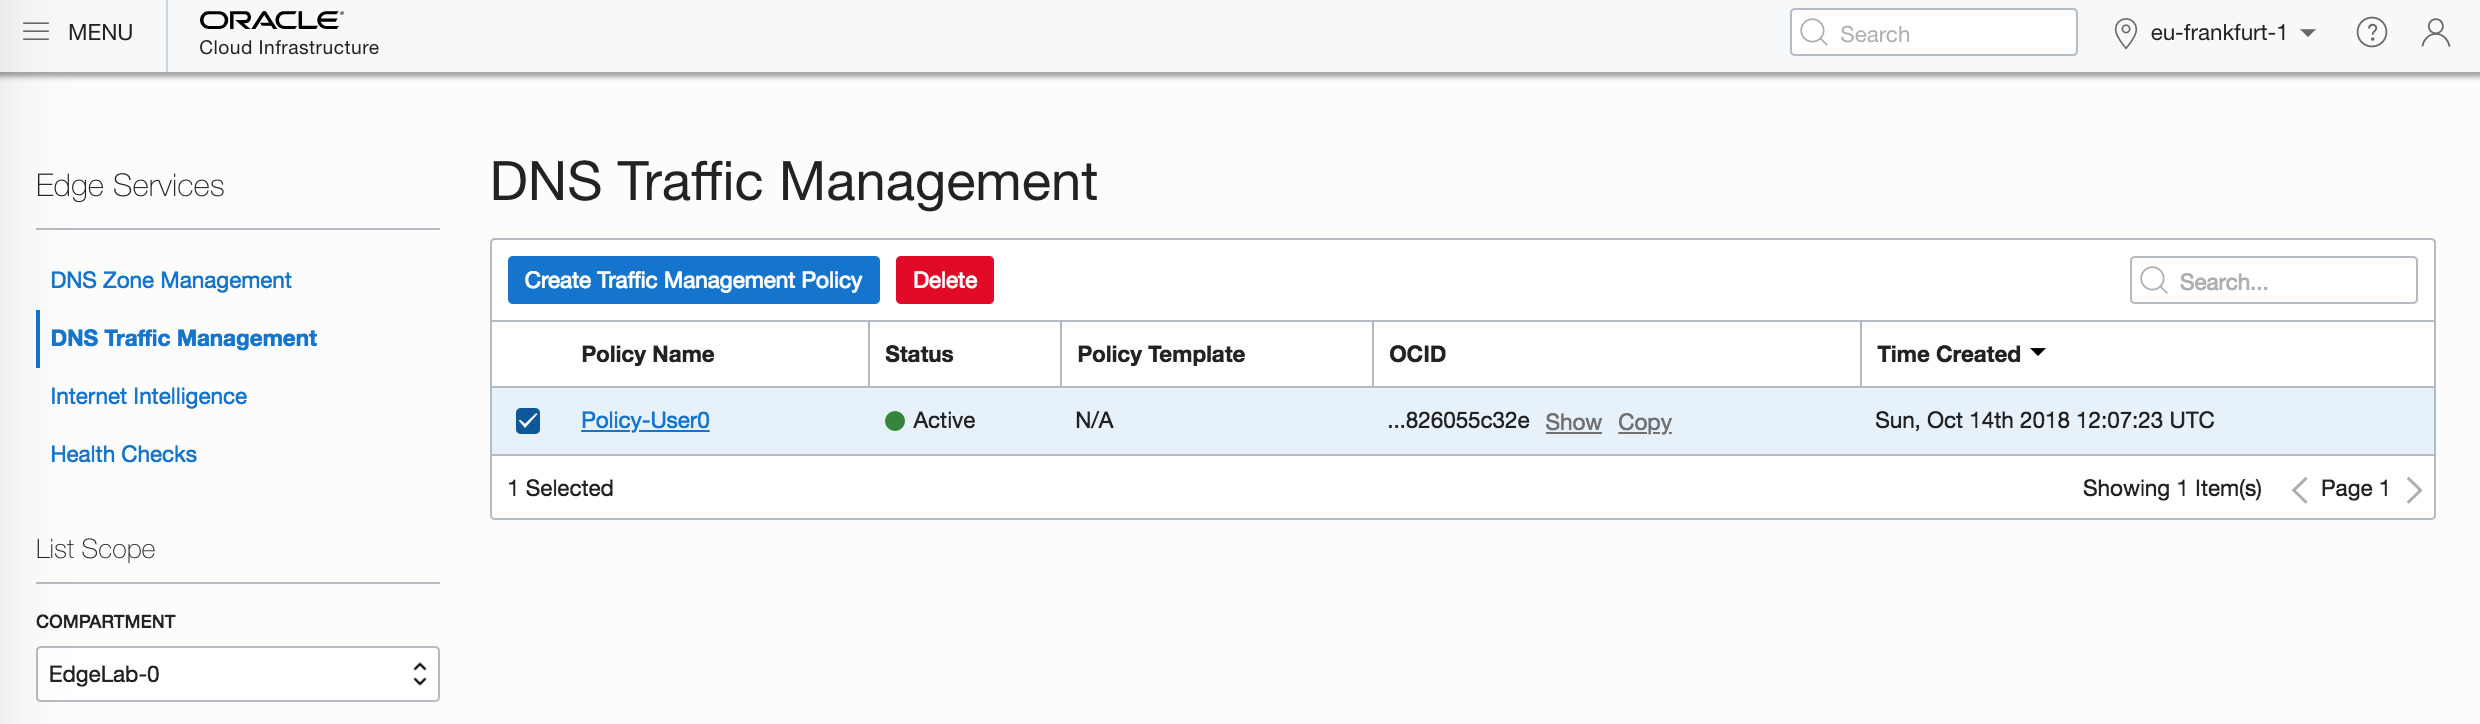 MENU
ORACLE
Cloud Infrastructure
Search
eu-frankfurt-1
?
Edge Services
DNS Zone Management
DNS Traffic Management
Internet Intelligence
Health Checks
List Scope
COMPARTMENT
EdgeLab-0
DNS Traffic Management
Create Traffic Management Policy Delete Search...
Policy Name Status Policy Template OCID Time Created
Policy-User0 Active N/A ...826055c32e Show Copy Sun, Oct 14th 2018 12:07:23 UTC
1 Selected Showing 1 Item(s) Page 1